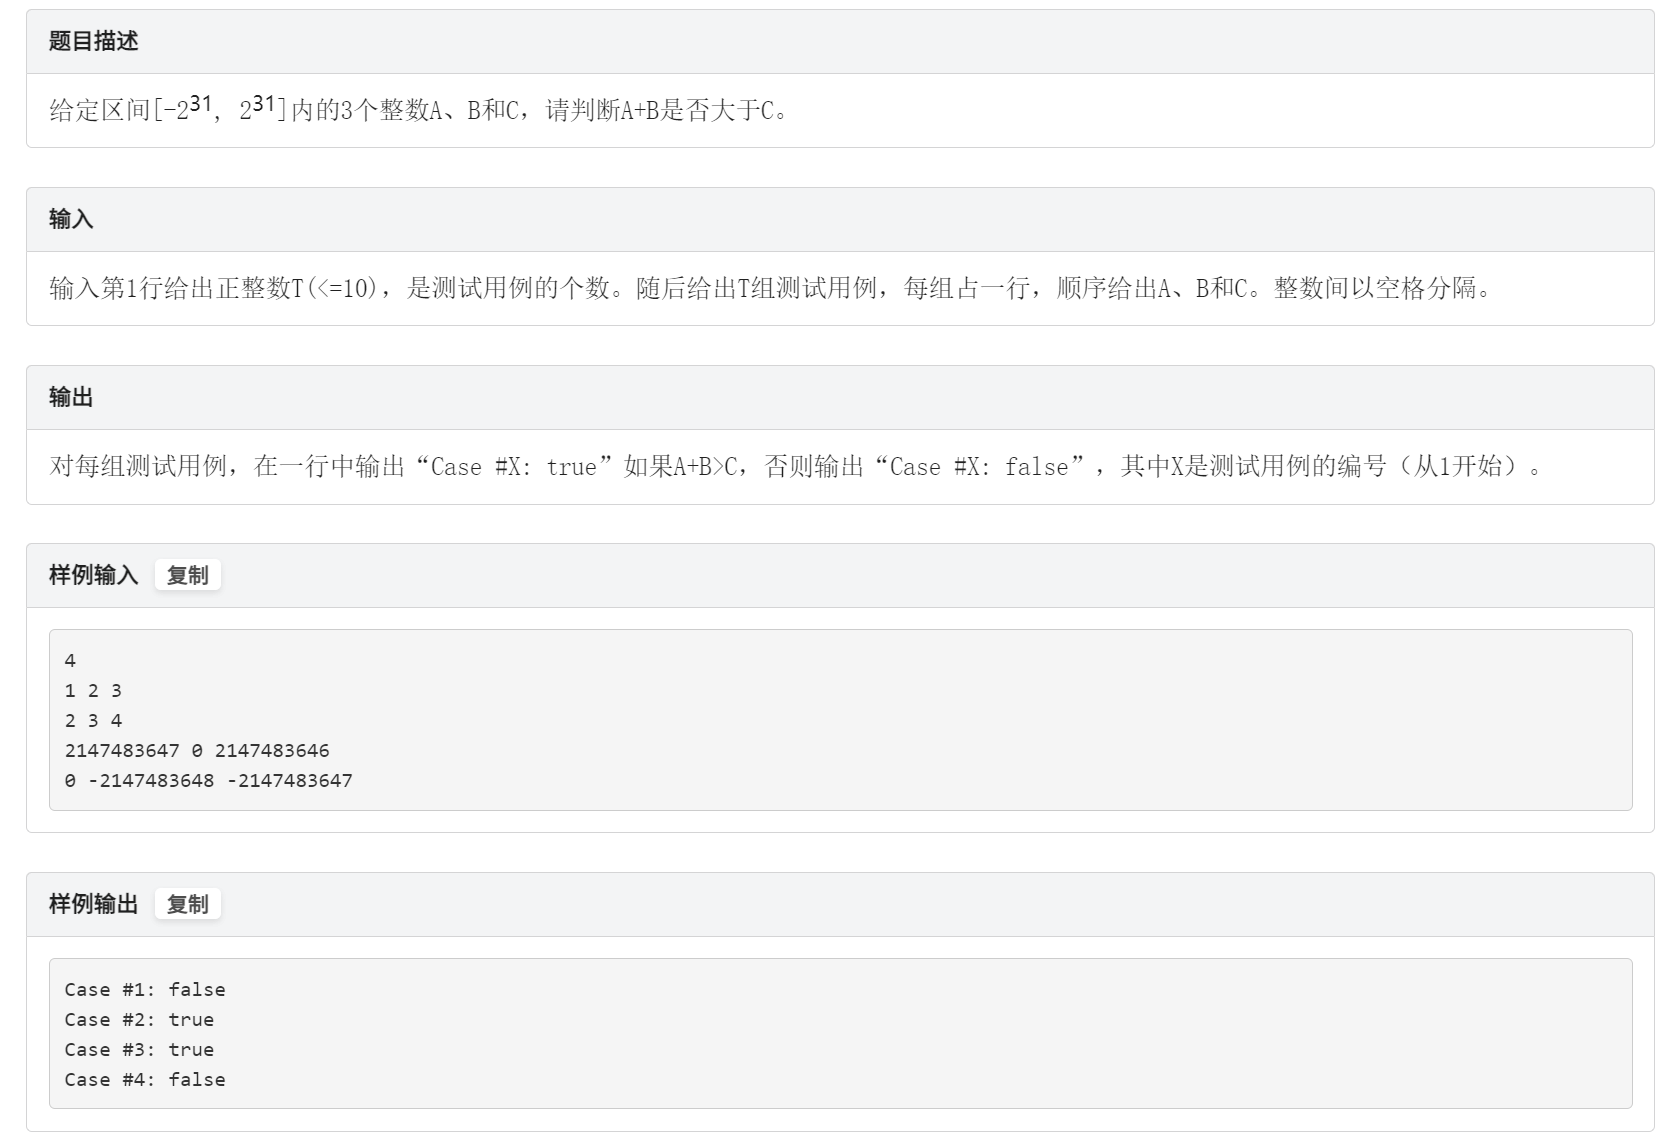 题目描述
给定区间[-2³¹, 2³¹]内的3个整数A、B和C，请判断A+B是否大于C。
输入
输入第1行给出正整数T(<=10)，是测试用例的个数。随后给出T组测试用例，每组占一行，顺序给出A、B和C。整数间以空格分隔。
输出
对每组测试用例，在一行中输出“Case #X: true”如果A+B>C，否则输出“Case #X: false”，其中X是测试用例的编号（从1开始）。
样例输入 复制
4
1 2 3
2 3 4
2147483647 0 2147483646
0 -2147483648 -2147483647
样例输出 复制
Case #1: false
Case #2: true
Case #3: true
Case #4: false